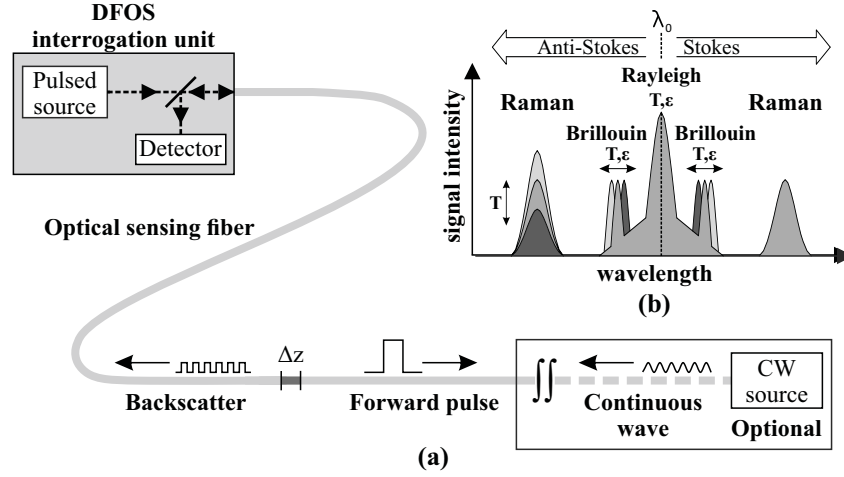 DFOS
interrogation unit
Pulsed
source
Detector
Optical sensing fiber
Δz
Backscatter
Forward pulse
Continuous
wave
CW
source
Optional
(a)
λ₀
Anti-Stokes
Stokes
Rayleigh
T,ε
Raman
Raman
Brillouin
T,ε
Brillouin
T,ε
T
signal intensity
wavelength
(b)